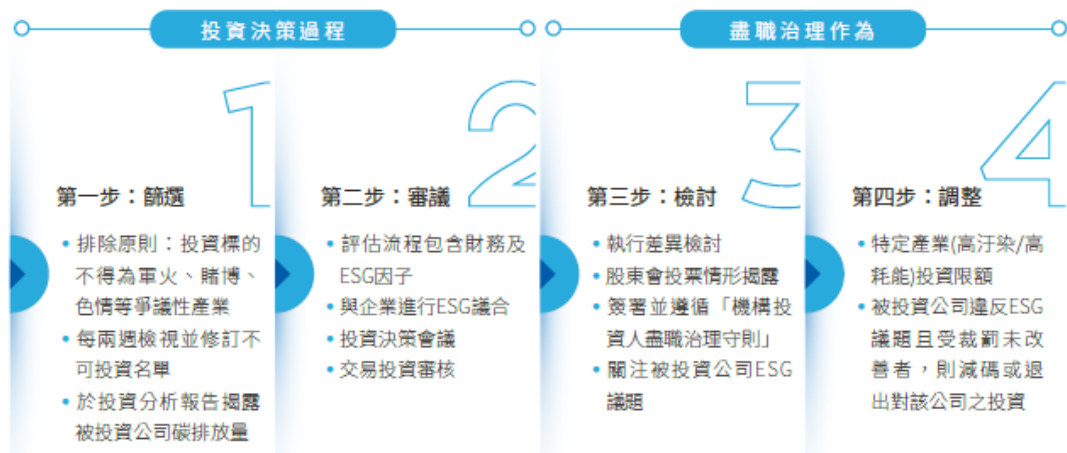 投資決策過程
盡職治理作為
1
第一步：篩選
• 排除原則：投資標的
不得為軍火、賭博、
色情等爭議性產業
• 每兩週檢視並修訂不
可投資名單
• 於投資分析報告揭露
被投資公司碳排放量
2
第二步：審議
• 評估流程包含財務及
ESG因子
• 與企業進行ESG議合
• 投資決策會議
• 交易投資審核
3
第三步：檢討
• 執行差異檢討
• 股東會投票情形揭露
• 簽署並遵循「機構投
資人盡職治理守則」
• 關注被投資公司ESG
議題
4
第四步：調整
• 特定產業(高汙染/高
耗能)投資限額
• 被投資公司違反ESG
議題且受裁罰未改
善者，則減碼或退
出對該公司之投資